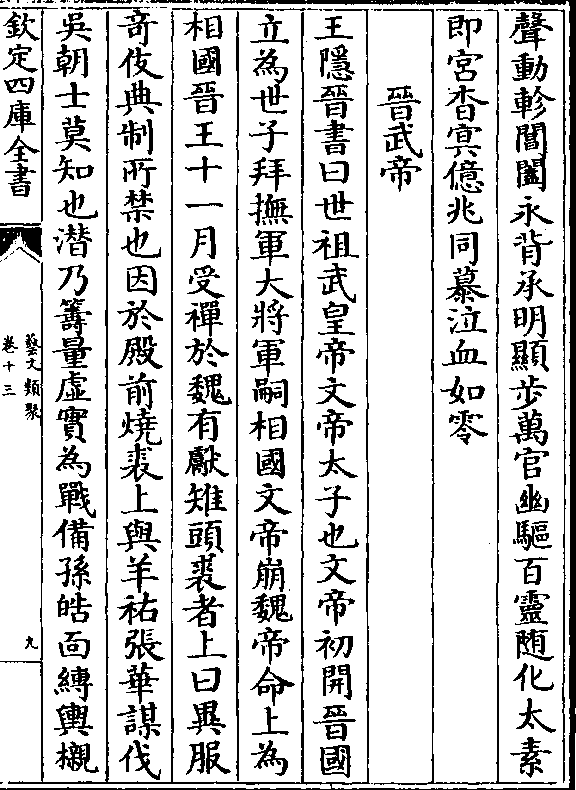 聲動軫闔闥永背承明顯步萬官幽驅百靈随化太素
即宮杳㝠億兆同慕泣血如零
晉武帝
王隱晉書曰世祖武皇帝文帝太子也文帝初開晉國
立為世子拜撫軍大將軍嗣相國文帝崩魏帝命上為
相國晉王十一月受禪於魏有獻雉頭裘者上曰異服
竒伎典制所禁也因於殿前燒裘上與羊祐張華謀伐
吳朝士莫知也潜乃籌量虛實為戰備孫皓面縛輿櫬
欽定四庫全書
藝文類聚
卷十三
九